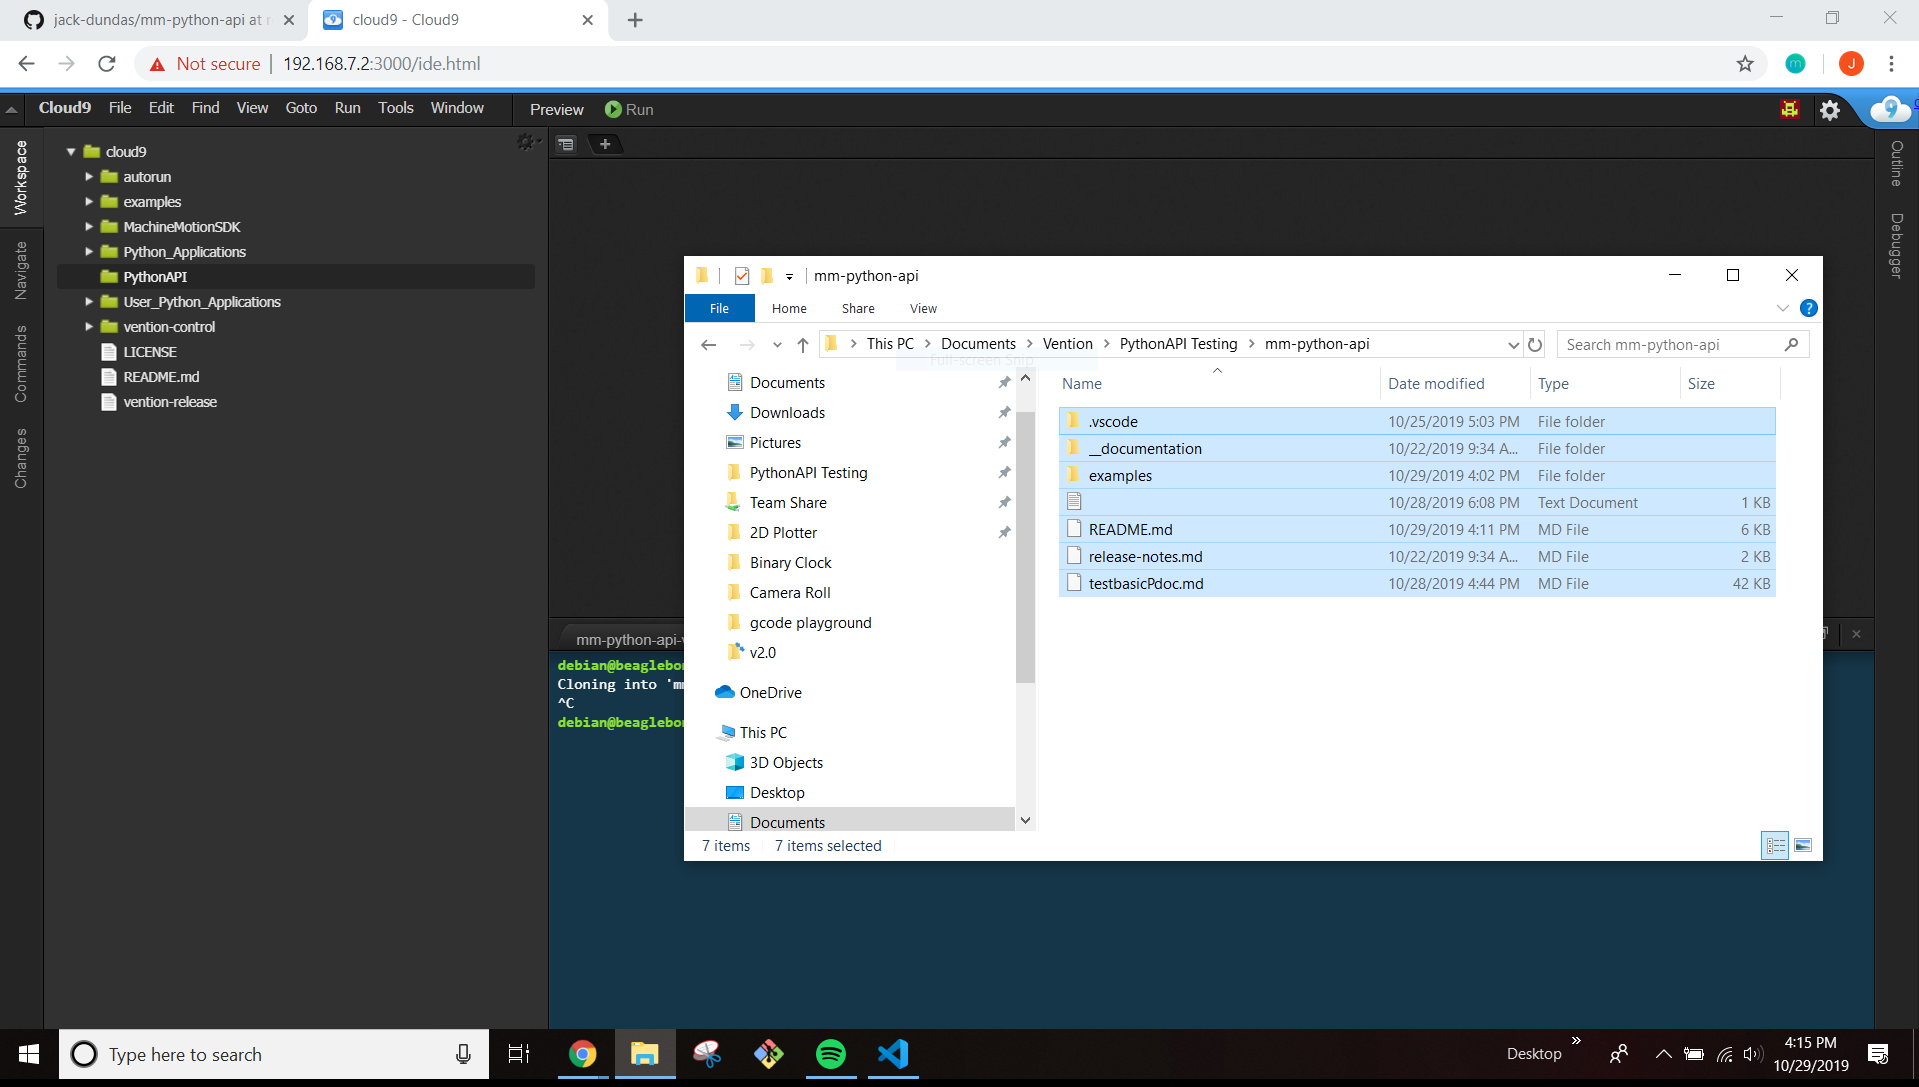 jack-dundas/mm-python-api at
cloud9 - Cloud9
Not secure
192.168.7.2:3000/ide.html
J
Cloud9 File Edit Find View Goto Run Tools Window Preview Run
Workspace
Navigate
Commands
Changes
cloud9
autorun
examples
MachineMotionSDK
Python_Applications
PythonAPI
User_Python_Applications
vention-control
LICENSE
README.md
vention-release
Outline
Debugger
mm-python-api-
debian@beaglebo
Cloning into 'm
^C
debian@beaglebo
mm-python-api
File Home Share View
This PC > Documents > Vention > PythonAPI Testing > mm-python-api
Search mm-python-api
Full-screen Snip
Documents
Downloads
Pictures
PythonAPI Testing
Team Share
2D Plotter
Binary Clock
Camera Roll
gcode playground
v2.0
OneDrive
This PC
3D Objects
Desktop
Documents
Name Date modified Type Size
.vscode 10/25/2019 5:03 PM File folder
__documentation 10/22/2019 9:34 A... File folder
examples 10/29/2019 4:02 PM File folder
10/28/2019 6:08 PM Text Document 1 KB
README.md 10/29/2019 4:11 PM MD File 6 KB
release-notes.md 10/22/2019 9:34 A... MD File 2 KB
testbasicPdoc.md 10/28/2019 4:44 PM MD File 42 KB
7 items 7 items selected
Type here to search
Desktop
4:15 PM
10/29/2019